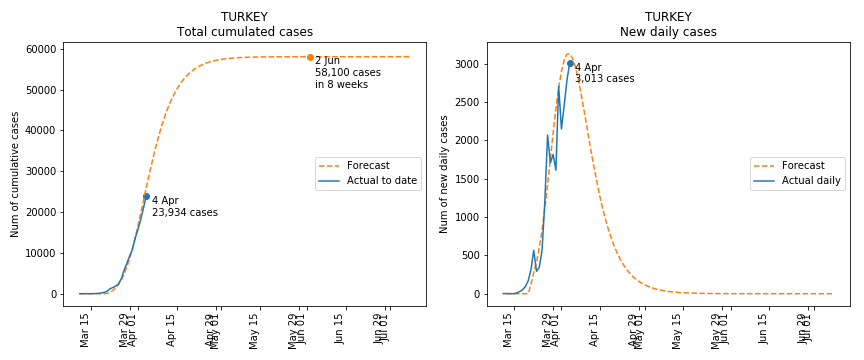 TURKEY
Total cumulated cases
Num of cumulative cases
60000
50000
40000
30000
20000
10000
0
2 Jun
58,100 cases
in 8 weeks
4 Apr
23,934 cases
Forecast
Actual to date
Mar 15
Mar 29
Apr 01
Apr 15
Apr 29
May 01
May 15
May 29
Jun 01
Jun 15
Jun 29
Jul 01
TURKEY
New daily cases
Num of new daily cases
3000
2500
2000
1500
1000
500
0
4 Apr
3,013 cases
Forecast
Actual daily
Mar 15
Mar 29
Apr 01
Apr 15
Apr 29
May 01
May 15
May 29
Jun 01
Jun 15
Jun 29
Jul 01